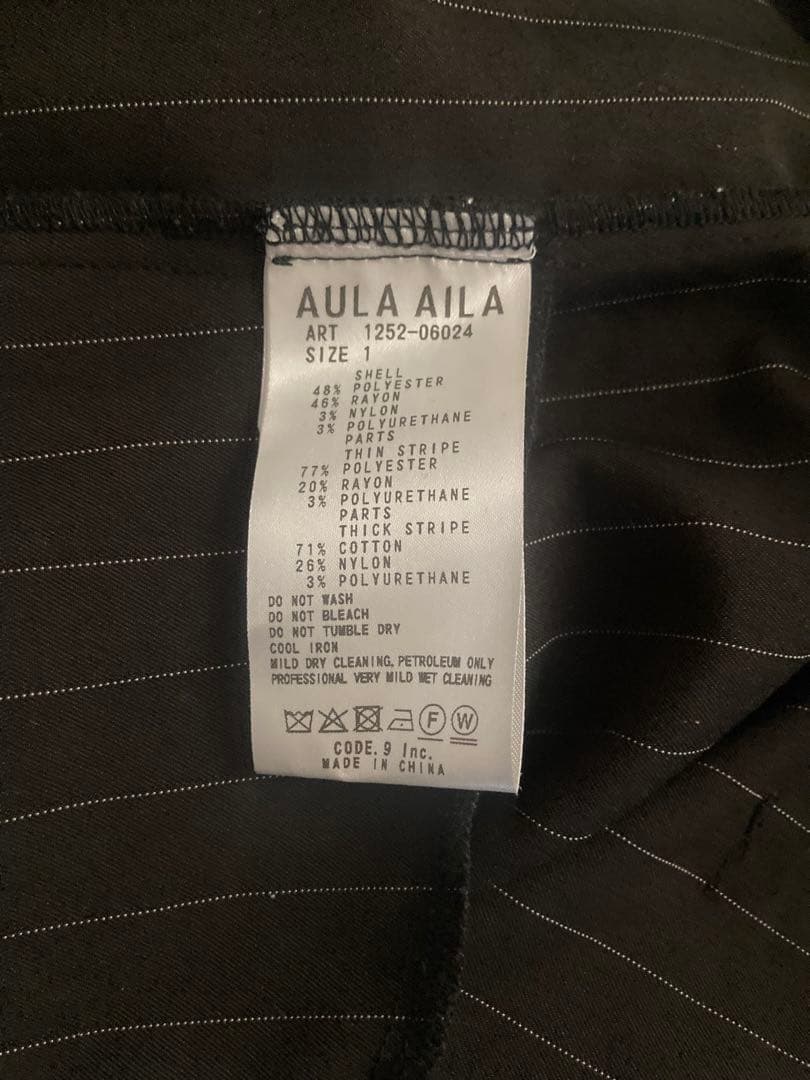 AULA AILA
ART 1252-06024
SIZE 1
SHELL
48% POLYESTER
46% RAYON
3% NYLON
3% POLYURETHANE
PARTS
THIN STRIPE
77% POLYESTER
20% RAYON
3% POLYURETHANE
PARTS
THICK STRIPE
71% COTTON
26% NYLON
3% POLYURETHANE
DO NOT WASH
DO NOT BLEACH
DO NOT TUMBLE DRY
COOL IRON
MILD DRY CLEANING, PETROLEUM ONLY
PROFESSIONAL VERY MILD WET CLEANING
F W
CODE.9 Inc.
MADE IN CHINA